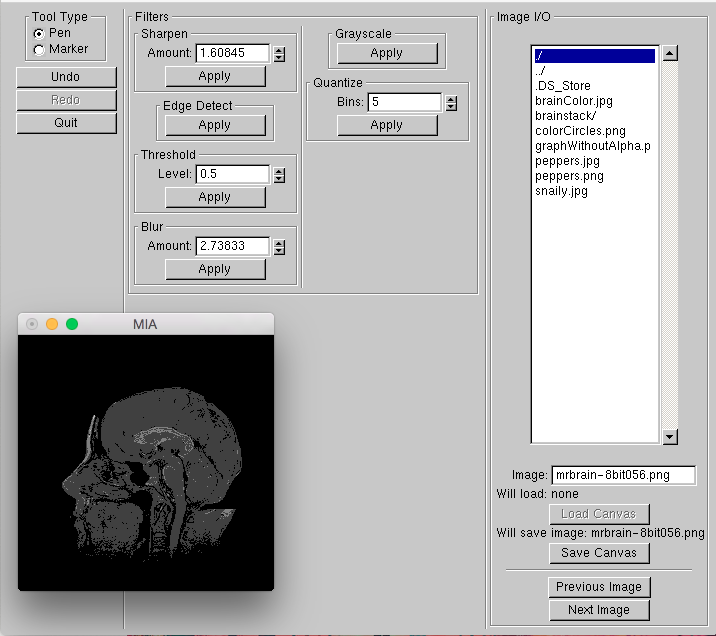 Tool Type
Pen
Marker
Undo
Redo
Quit
Filters
Sharpen
Amount: 1.60845
Apply
Edge Detect
Apply
Threshold
Level: 0.5
Apply
Blur
Amount: 2.73833
Apply
Grayscale
Apply
Quantize
Bins: 5
Apply
Image I/O
./
../
.DS_Store
brainColor.jpg
brainstack/
colorCircles.png
graphWithoutAlpha.p
peppers.jpg
peppers.png
snaily.jpg
Image: mrbrain-8bit056.png
Will load: none
Load Canvas
Will save image: mrbrain-8bit056.png
Save Canvas
Previous Image
Next Image
MIA